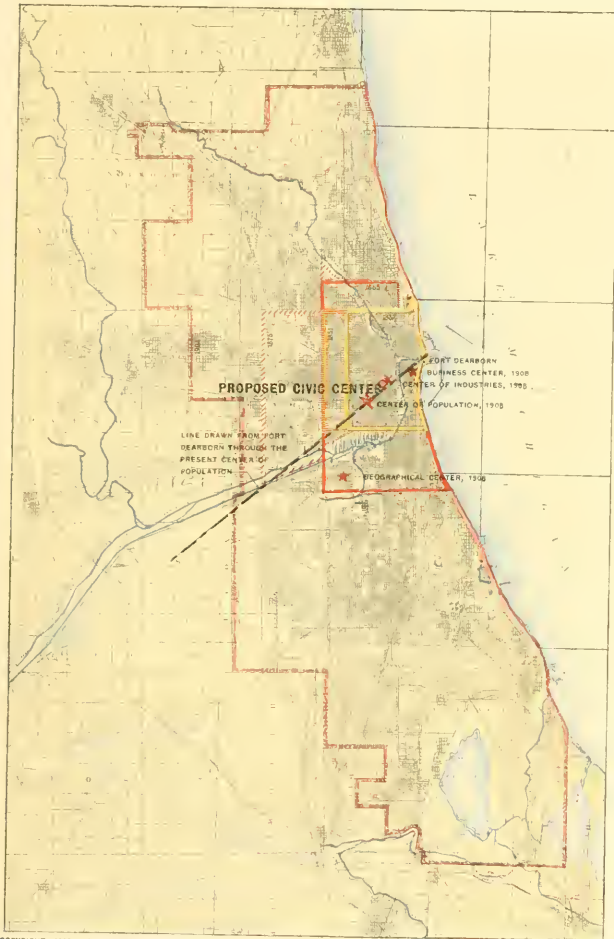 FORT DEARBORN
BUSINESS CENTER, 1908
PROPOSED CIVIC CENTER
CENTER OF INDUSTRIES, 1908
CENTER OF POPULATION, 1908
LINE DRAWN FROM FORT
DEARBORN THROUGH THE
PRESENT CENTER OF
POPULATION
GEOGRAPHICAL CENTER, 1908